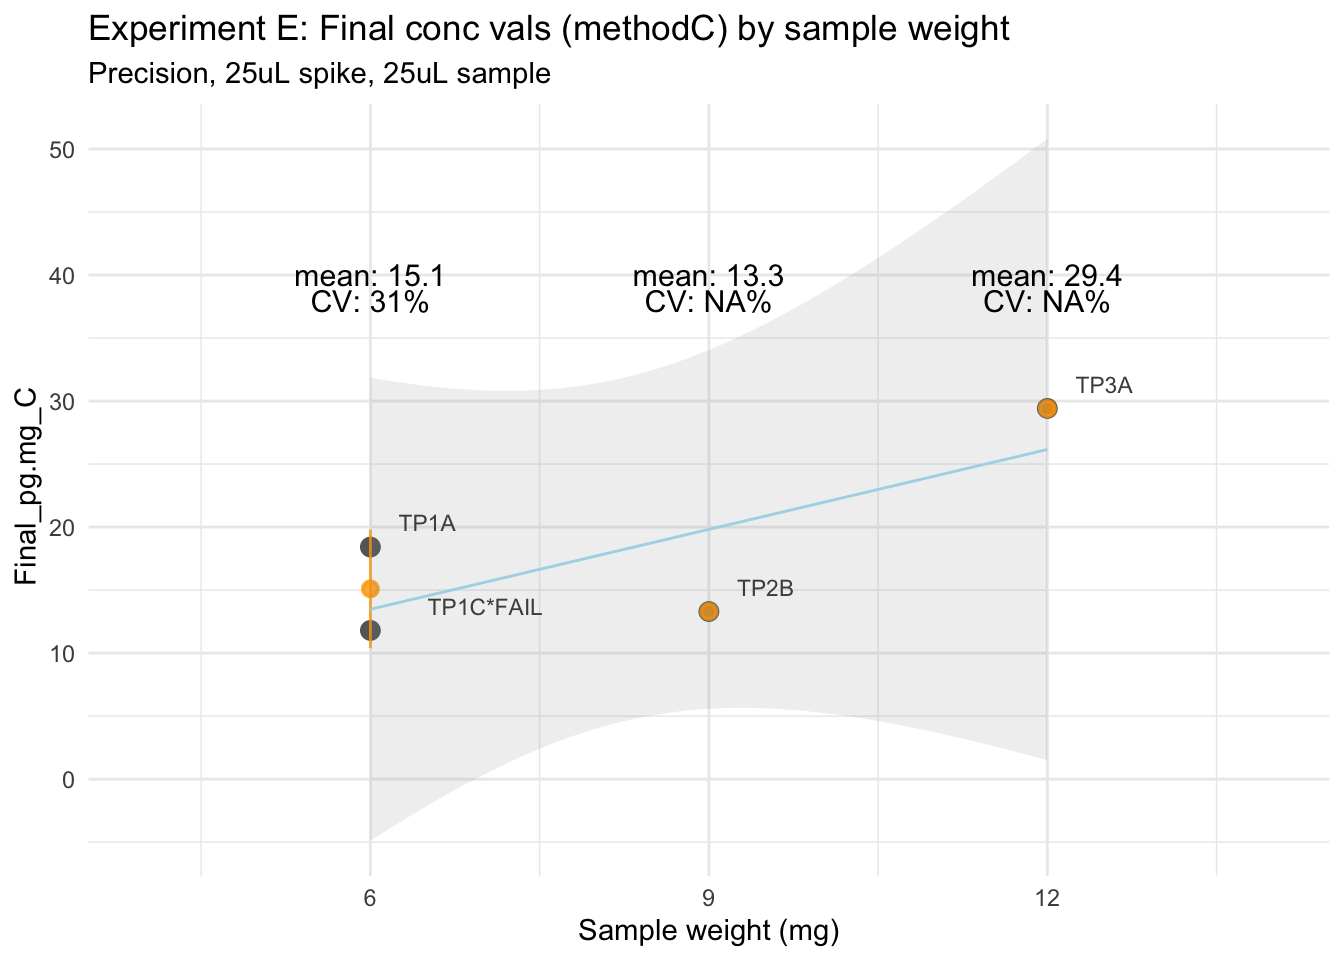 Experiment E: Final conc vals (methodC) by sample weight
Precision, 25uL spike, 25uL sample
50
40
30
20
10
0
Final_pg.mg_C
mean: 15.1
CV: 31%
mean: 13.3
CV: NA%
mean: 29.4
CV: NA%
TP3A
TP1A
TP2B
TP1C*FAIL
6
9
12
Sample weight (mg)